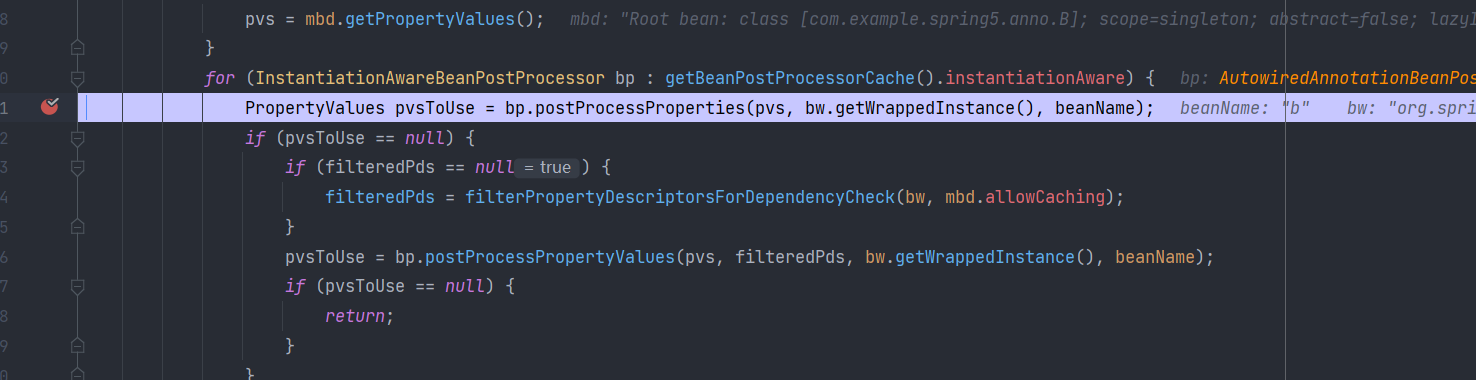 8 pvs = mbd.getPropertyValues(); mbd: "Root bean: class [com.example.spring5.anno.B]; scope=singleton; abstract=false; lazyI
9 }
0 for (InstantiationAwareBeanPostProcessor bp : getBeanPostProcessorCache().instantiationAware) { bp: AutowiredAnnotationBeanPos
1 PropertyValues pvsToUse = bp.postProcessProperties(pvs, bw.getWrappedInstance(), beanName); beanName: "b" bw: "org.spri
2 if (pvsToUse == null) {
3 if (filteredPds == null = true ) {
4 filteredPds = filterPropertyDescriptorsForDependencyCheck(bw, mbd.allowCaching);
5 }
6 pvsToUse = bp.postProcessPropertyValues(pvs, filteredPds, bw.getWrappedInstance(), beanName);
7 if (pvsToUse == null) {
8 return;
9 }
0 }